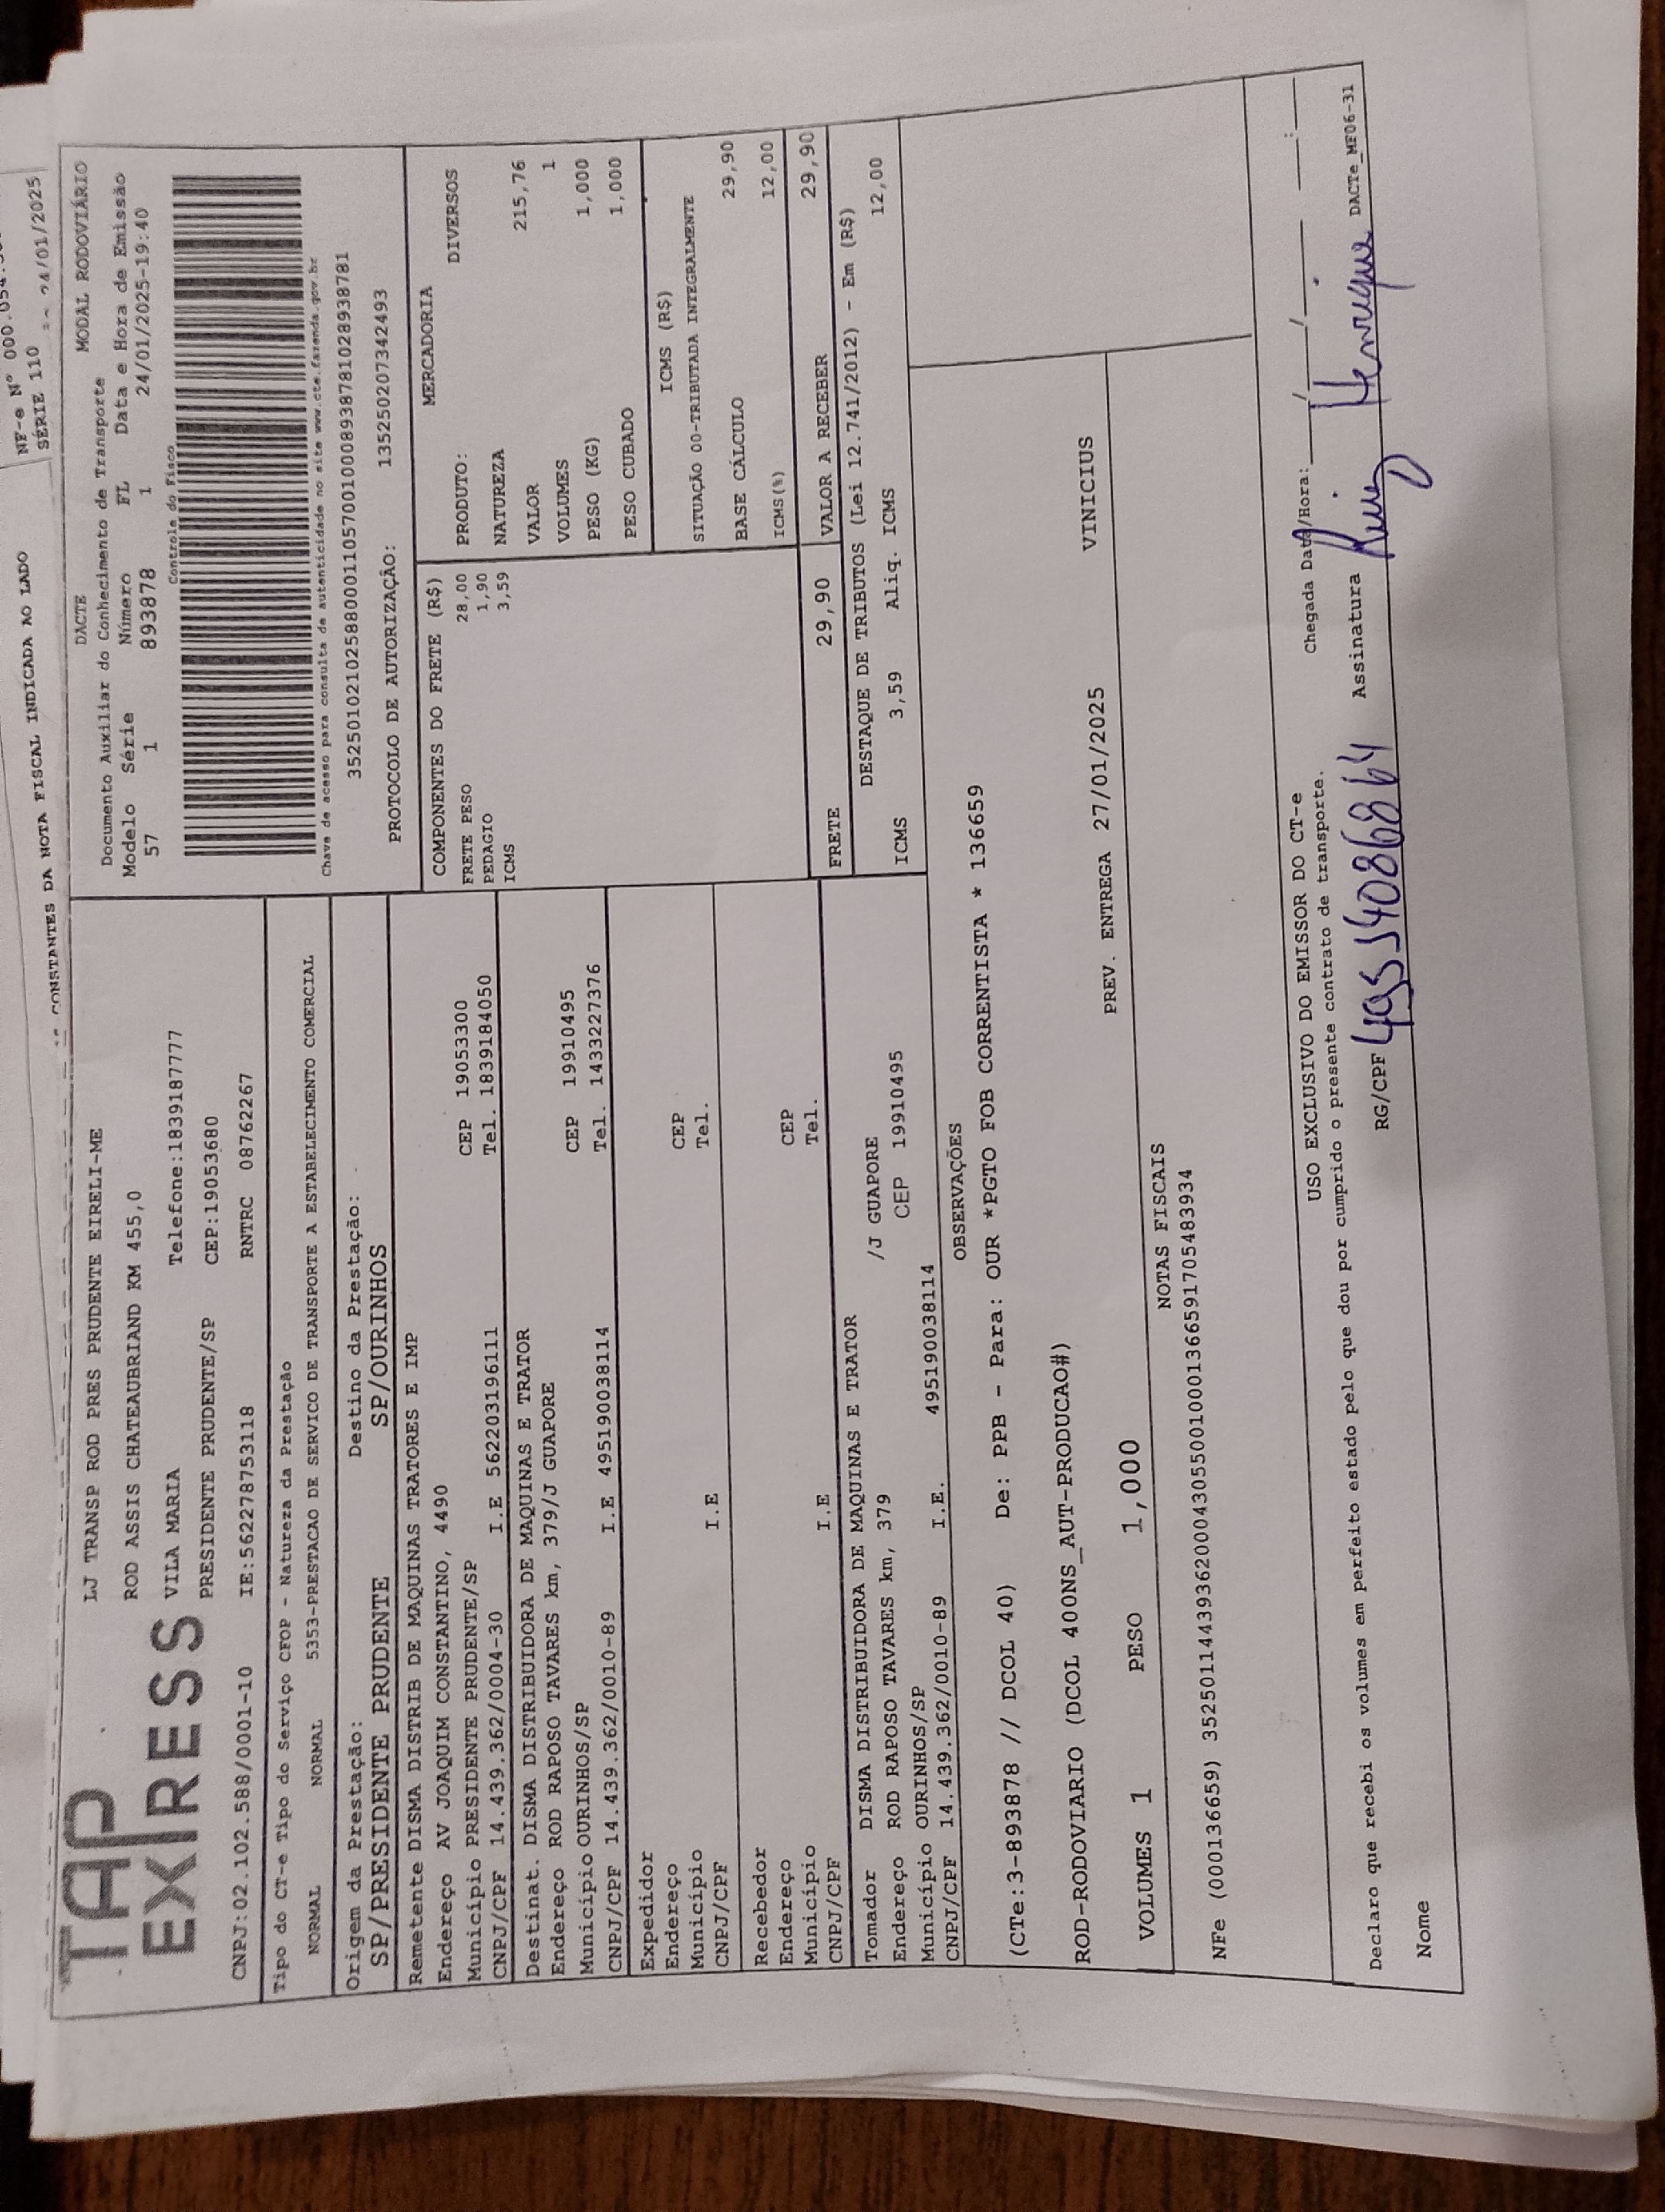 NF-e Nº 000.054.
SÉRIE 110 24/01/2025
CONSTANTES DA NOTA FISCAL INDICADA AO LADO
TAP
EXPRESS
LJ TRANSP ROD PRES PRUDENTE EIRELI-ME
ROD ASSIS CHATEAUBRIAND KM 455,0
VILA MARIA Telefone:1839187777
PRESIDENTE PRUDENTE/SP CEP:19053680
CNPJ:02.102.588/0001-10 IE:562278753118 RNTRC 08762267
DACTE MODAL RODOVIÁRIO
Documento Auxiliar do Conhecimento de Transporte
Modelo Série Número FL Data e Hora de Emissão
57 1 893878 1 24/01/2025-19:40
Controle do Fisco
Chave de acesso para consulta de autenticidade no site www.cte.fazenda.gov.br
35250102102588000110570010008938781028938781
PROTOCOLO DE AUTORIZAÇÃO: 135250207342493
Tipo do CT-e Tipo do Serviço CFOP - Natureza da Prestação
NORMAL NORMAL 5353-PRESTACAO DE SERVICO DE TRANSPORTE A ESTABELECIMENTO COMERCIAL
Origem da Prestação: Destino da Prestação:
SP/PRESIDENTE PRUDENTE SP/OURINHOS
Remetente DISMA DISTRIB DE MAQUINAS TRATORES E IMP
Endereço AV JOAQUIM CONSTANTINO, 4490
Município PRESIDENTE PRUDENTE/SP CEP 19053300
CNPJ/CPF 14.439.362/0004-30 I.E 562203196111 Tel. 1839184050
Destinat. DISMA DISTRIBUIDORA DE MAQUINAS E TRATOR
Endereço ROD RAPOSO TAVARES km, 379/J GUAPORE
Município OURINHOS/SP CEP 19910495
CNPJ/CPF 14.439.362/0010-89 I.E 495190038114 Tel. 1433227376
Expedidor
Endereço
Município CEP
CNPJ/CPF I.E Tel.
Recebedor
Endereço
Município CEP
CNPJ/CPF I.E Tel.
Tomador DISMA DISTRIBUIDORA DE MAQUINAS E TRATOR
Endereço ROD RAPOSO TAVARES km, 379 /J GUAPORE
Município OURINHOS/SP CEP 19910495
CNPJ/CPF 14.439.362/0010-89 I.E. 495190038114
COMPONENTES DO FRETE (R$)
FRETE PESO 28,00
PEDAGIO 1,90
ICMS 3,59
MERCADORIA
PRODUTO: DIVERSOS
NATUREZA
VALOR 215,76
VOLUMES 1
PESO (KG) 1,000
PESO CUBADO 1,000
ICMS (R$)
SITUAÇÃO 00-TRIBUTADA INTEGRALMENTE
BASE CÁLCULO 29,90
ICMS(%) 12,00
FRETE 29,90 VALOR A RECEBER 29,90
DESTAQUE DE TRIBUTOS (Lei 12.741/2012) - Em (R$)
ICMS 3,59 Aliq. ICMS 12,00
OBSERVAÇÕES
(CTe:3-893878 // DCOL 40) De: PPB - Para: OUR *PGTO FOB CORRENTISTA * 136659
ROD-RODOVIARIO (DCOL 400NS_AUT-PRODUCAO#)
PREV. ENTREGA 27/01/2025 VINICIUS
VOLUMES 1 PESO 1,000
NOTAS FISCAIS
NFe (000136659) 35250114439362000430550010001366591705483934
USO EXCLUSIVO DO EMISSOR DO CT-e
Declaro que recebi os volumes em perfeito estado pelo que dou por cumprido o presente contrato de transporte.
Chegada Data/Hora: ____/____/____ ____:____
Nome RG/CPF Assinatura Henrique DACTe_MF06-31